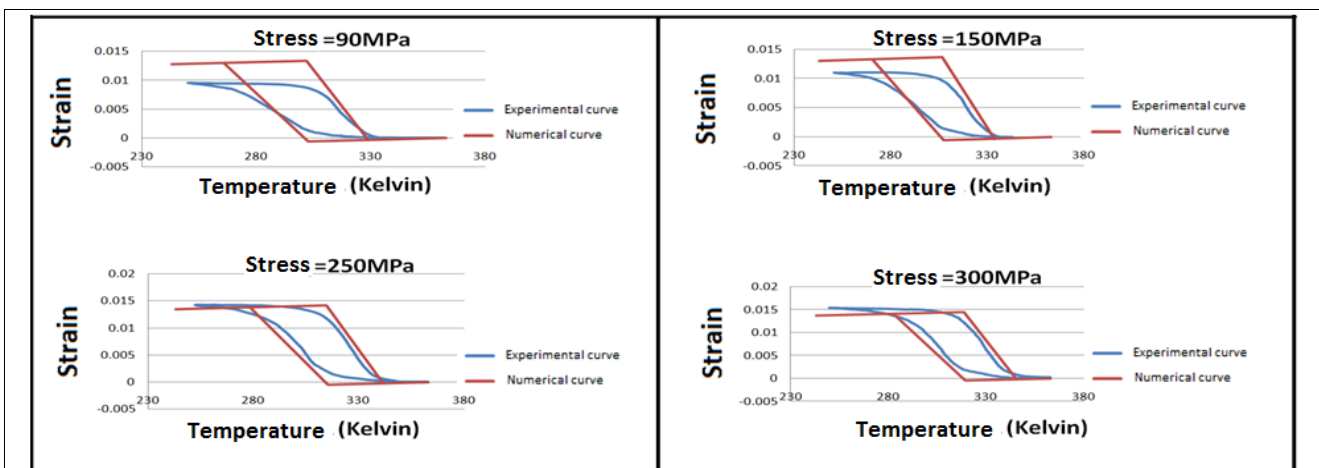 Stress =90MPa
0.015
0.01
0.005
0
-0.005
230
280
330
380
Strain
Experimental curve
Numerical curve
Temperature (Kelvin)
Stress =150MPa
0.015
0.01
0.005
0
-0.005
230
280
330
380
Strain
Experimental curve
Numerical curve
Temperature (Kelvin)
Stress =250MPa
0.02
0.015
0.01
0.005
0
-0.005
230
280
330
380
Strain
Experimental curve
Numerical curve
Temperature (Kelvin)
Stress =300MPa
0.02
0.015
0.01
0.005
0
-0.005
230
280
330
380
Strain
Experimental curve
Numerical curve
Temperature (Kelvin)